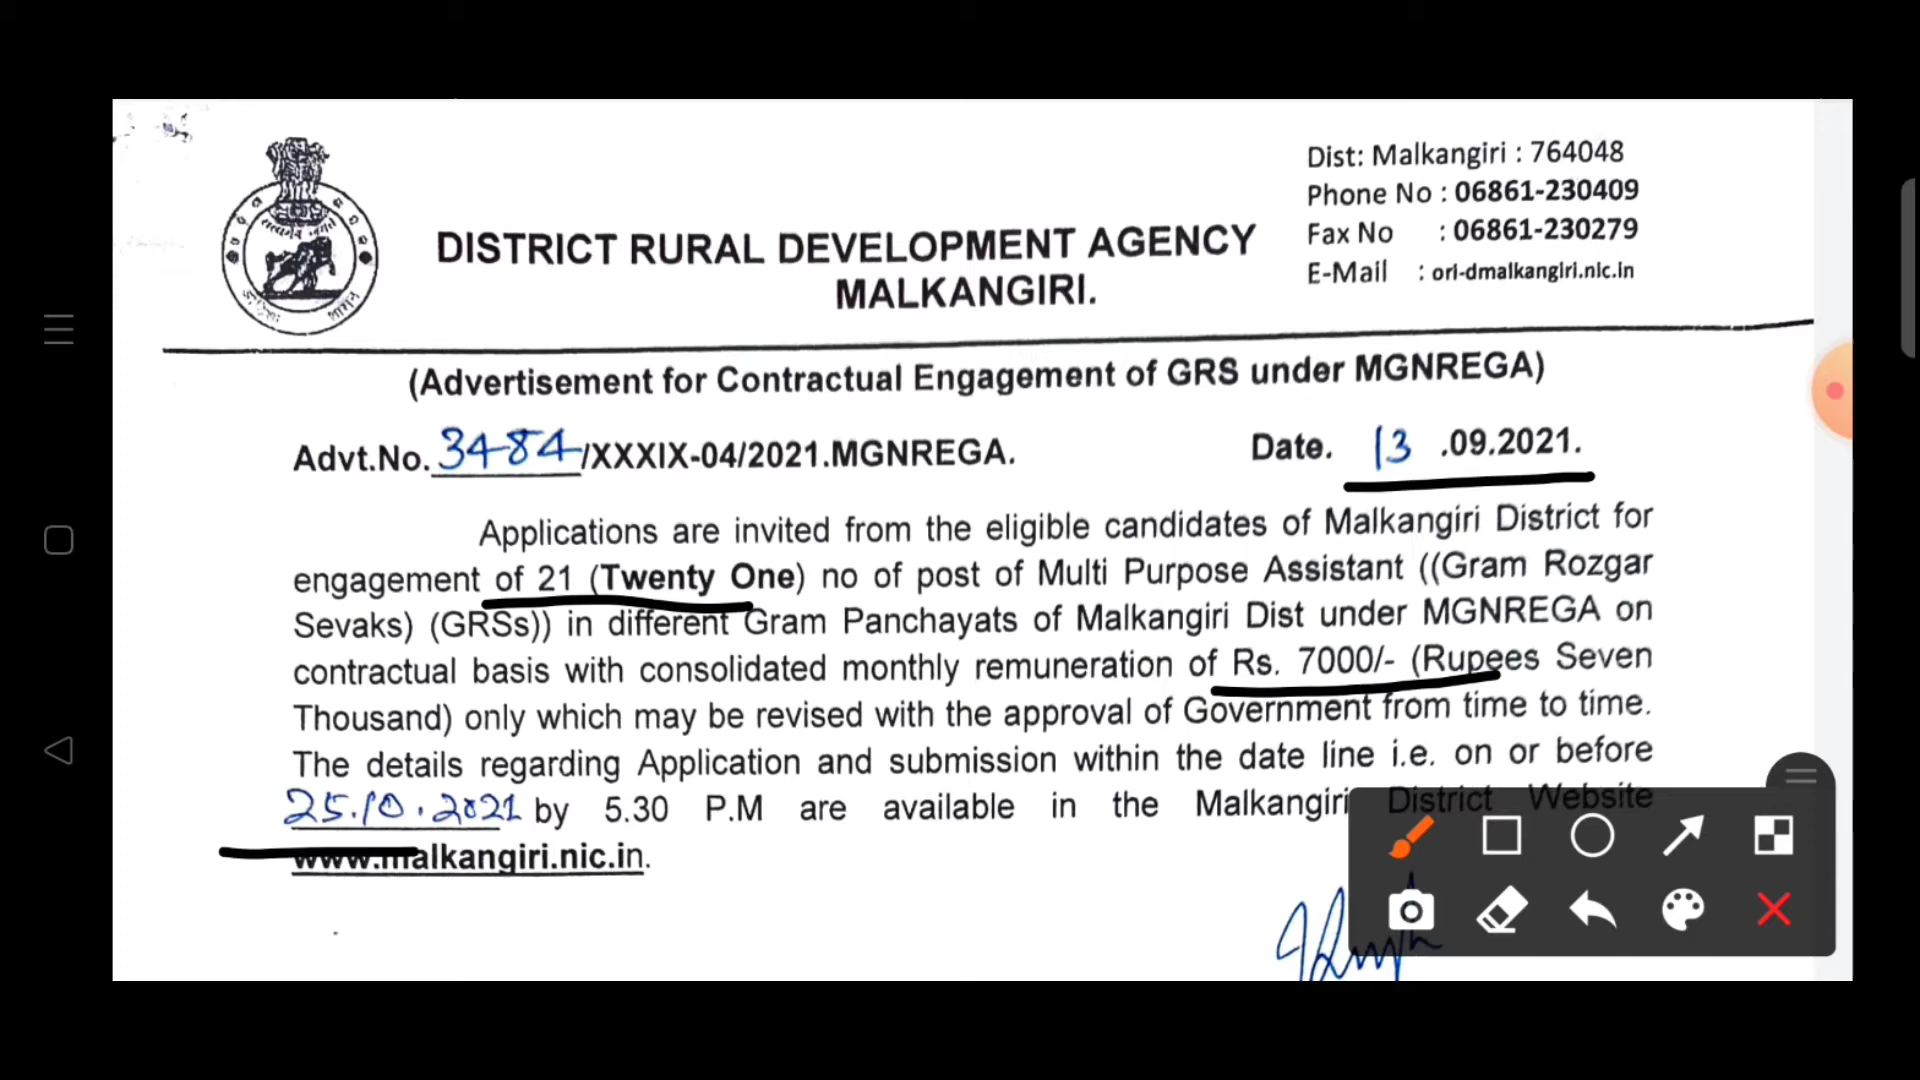 Dist: Malkangiri : 764048
Phone No : 06861-230409
Fax No : 06861-230279
E-Mail : ori-dmalkangiri.nic.in
DISTRICT RURAL DEVELOPMENT AGENCY
MALKANGIRI.
(Advertisement for Contractual Engagement of GRS under MGNREGA)
Advt.No. 3484/XXXIX-04/2021.MGNREGA. Date. 13 .09.2021.
Applications are invited from the eligible candidates of Malkangiri District for
engagement of 21 (Twenty One) no of post of Multi Purpose Assistant ((Gram Rozgar
Sevaks) (GRSs)) in different Gram Panchayats of Malkangiri Dist under MGNREGA on
contractual basis with consolidated monthly remuneration of Rs. 7000/- (Rupees Seven
Thousand) only which may be revised with the approval of Government from time to time.
The details regarding Application and submission within the date line i.e. on or before
25.10.2021 by 5.30 P.M are available in the Malkangiri District Website
www.malkangiri.nic.in.